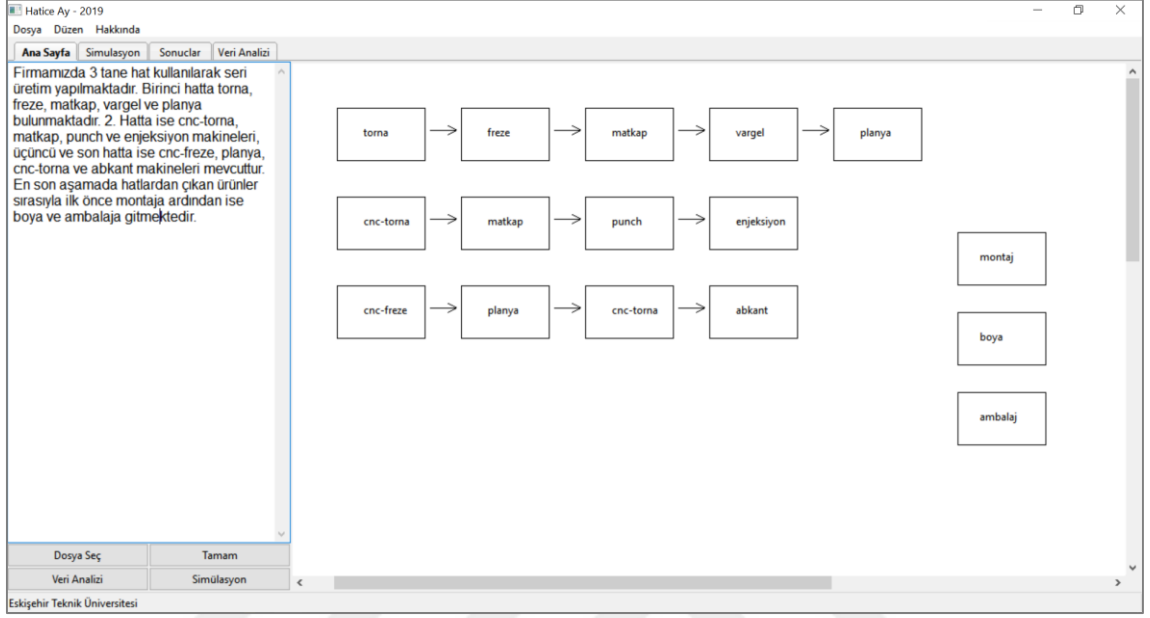 Hatice Ay - 2019
Dosya Düzen Hakkında
Ana Sayfa Simulasyon Sonuclar Veri Analizi
Firmamızda 3 tane hat kullanılarak seri
üretim yapılmaktadır. Birinci hatta torna,
freze, matkap, vargel ve planya
bulunmaktadır. 2. Hatta ise cnc-torna,
matkap, punch ve enjeksiyon makineleri,
üçüncü ve son hatta ise cnc-freze, planya,
cnc-torna ve abkant makineleri mevcuttur.
En son aşamada hatlardan çıkan ürünler
sırasıyla ilk önce montaja ardından ise
boya ve ambalaja gitmektedir.
torna freze matkap vargel planya
cnc-torna matkap punch enjeksiyon
montaj
cnc-freze planya cnc-torna abkant
boya
ambalaj
Dosya Seç Tamam
Veri Analizi Simülasyon
Eskişehir Teknik Üniversitesi